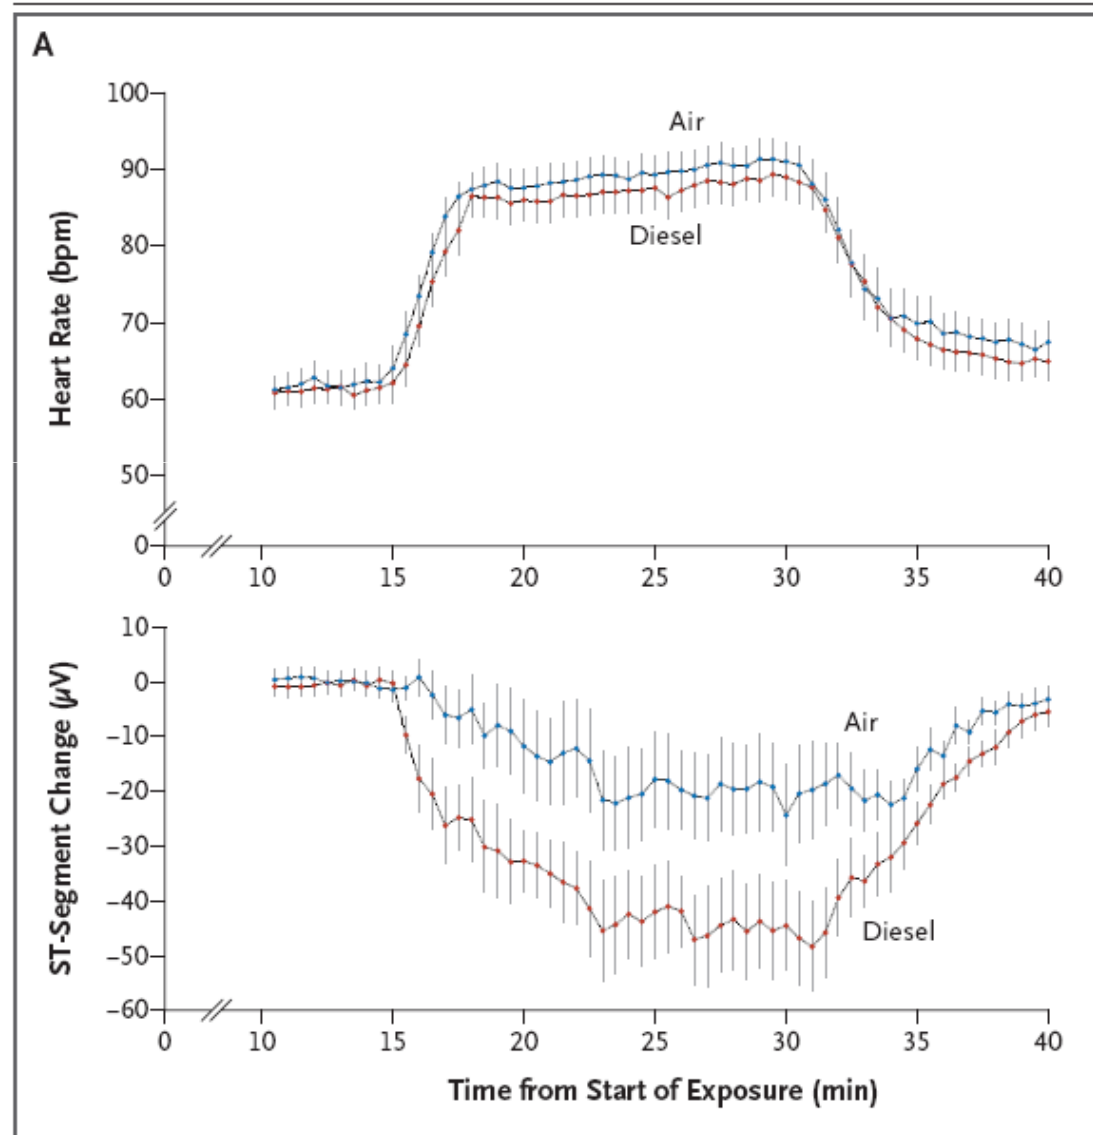 A
100
Air
90
Diesel
80
Heart Rate (bpm)
70
60
50
0
0 10 15 20 25 30 35 40
10
0
ST-Segment Change (µV)
Air
−10
−20
−30
−40
Diesel
−50
−60
0 10 15 20 25 30 35 40
Time from Start of Exposure (min)